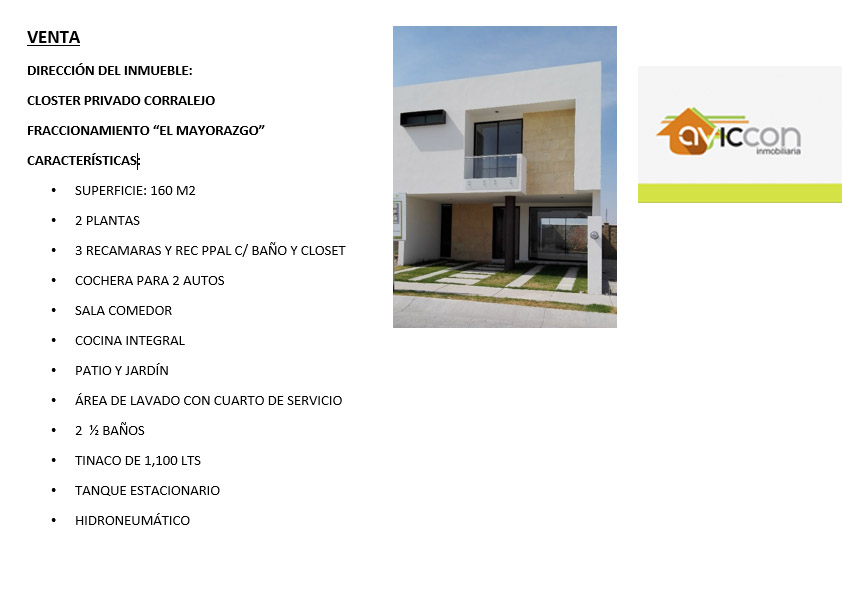 VENTA
DIRECCIÓN DEL INMUEBLE:
CLOSTER PRIVADO CORRALEJO
FRACCIONAMIENTO “EL MAYORAZGO”
CARACTERÍSTICAS:
• SUPERFICIE: 160 M2
• 2 PLANTAS
• 3 RECAMARAS Y REC PPAL C/ BAÑO Y CLOSET
• COCHERA PARA 2 AUTOS
• SALA COMEDOR
• COCINA INTEGRAL
• PATIO Y JARDÍN
• ÁREA DE LAVADO CON CUARTO DE SERVICIO
• 2 ½ BAÑOS
• TINACO DE 1,100 LTS
• TANQUE ESTACIONARIO
• HIDRONEUMÁTICO
aviccon
inmobiliaria